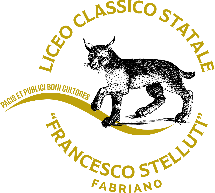 LICEO CLASSICO STATALE
PACIS ET PUBLICI BONI CULTORES
"FRANCESCO STELLUTI"
FABRIANO